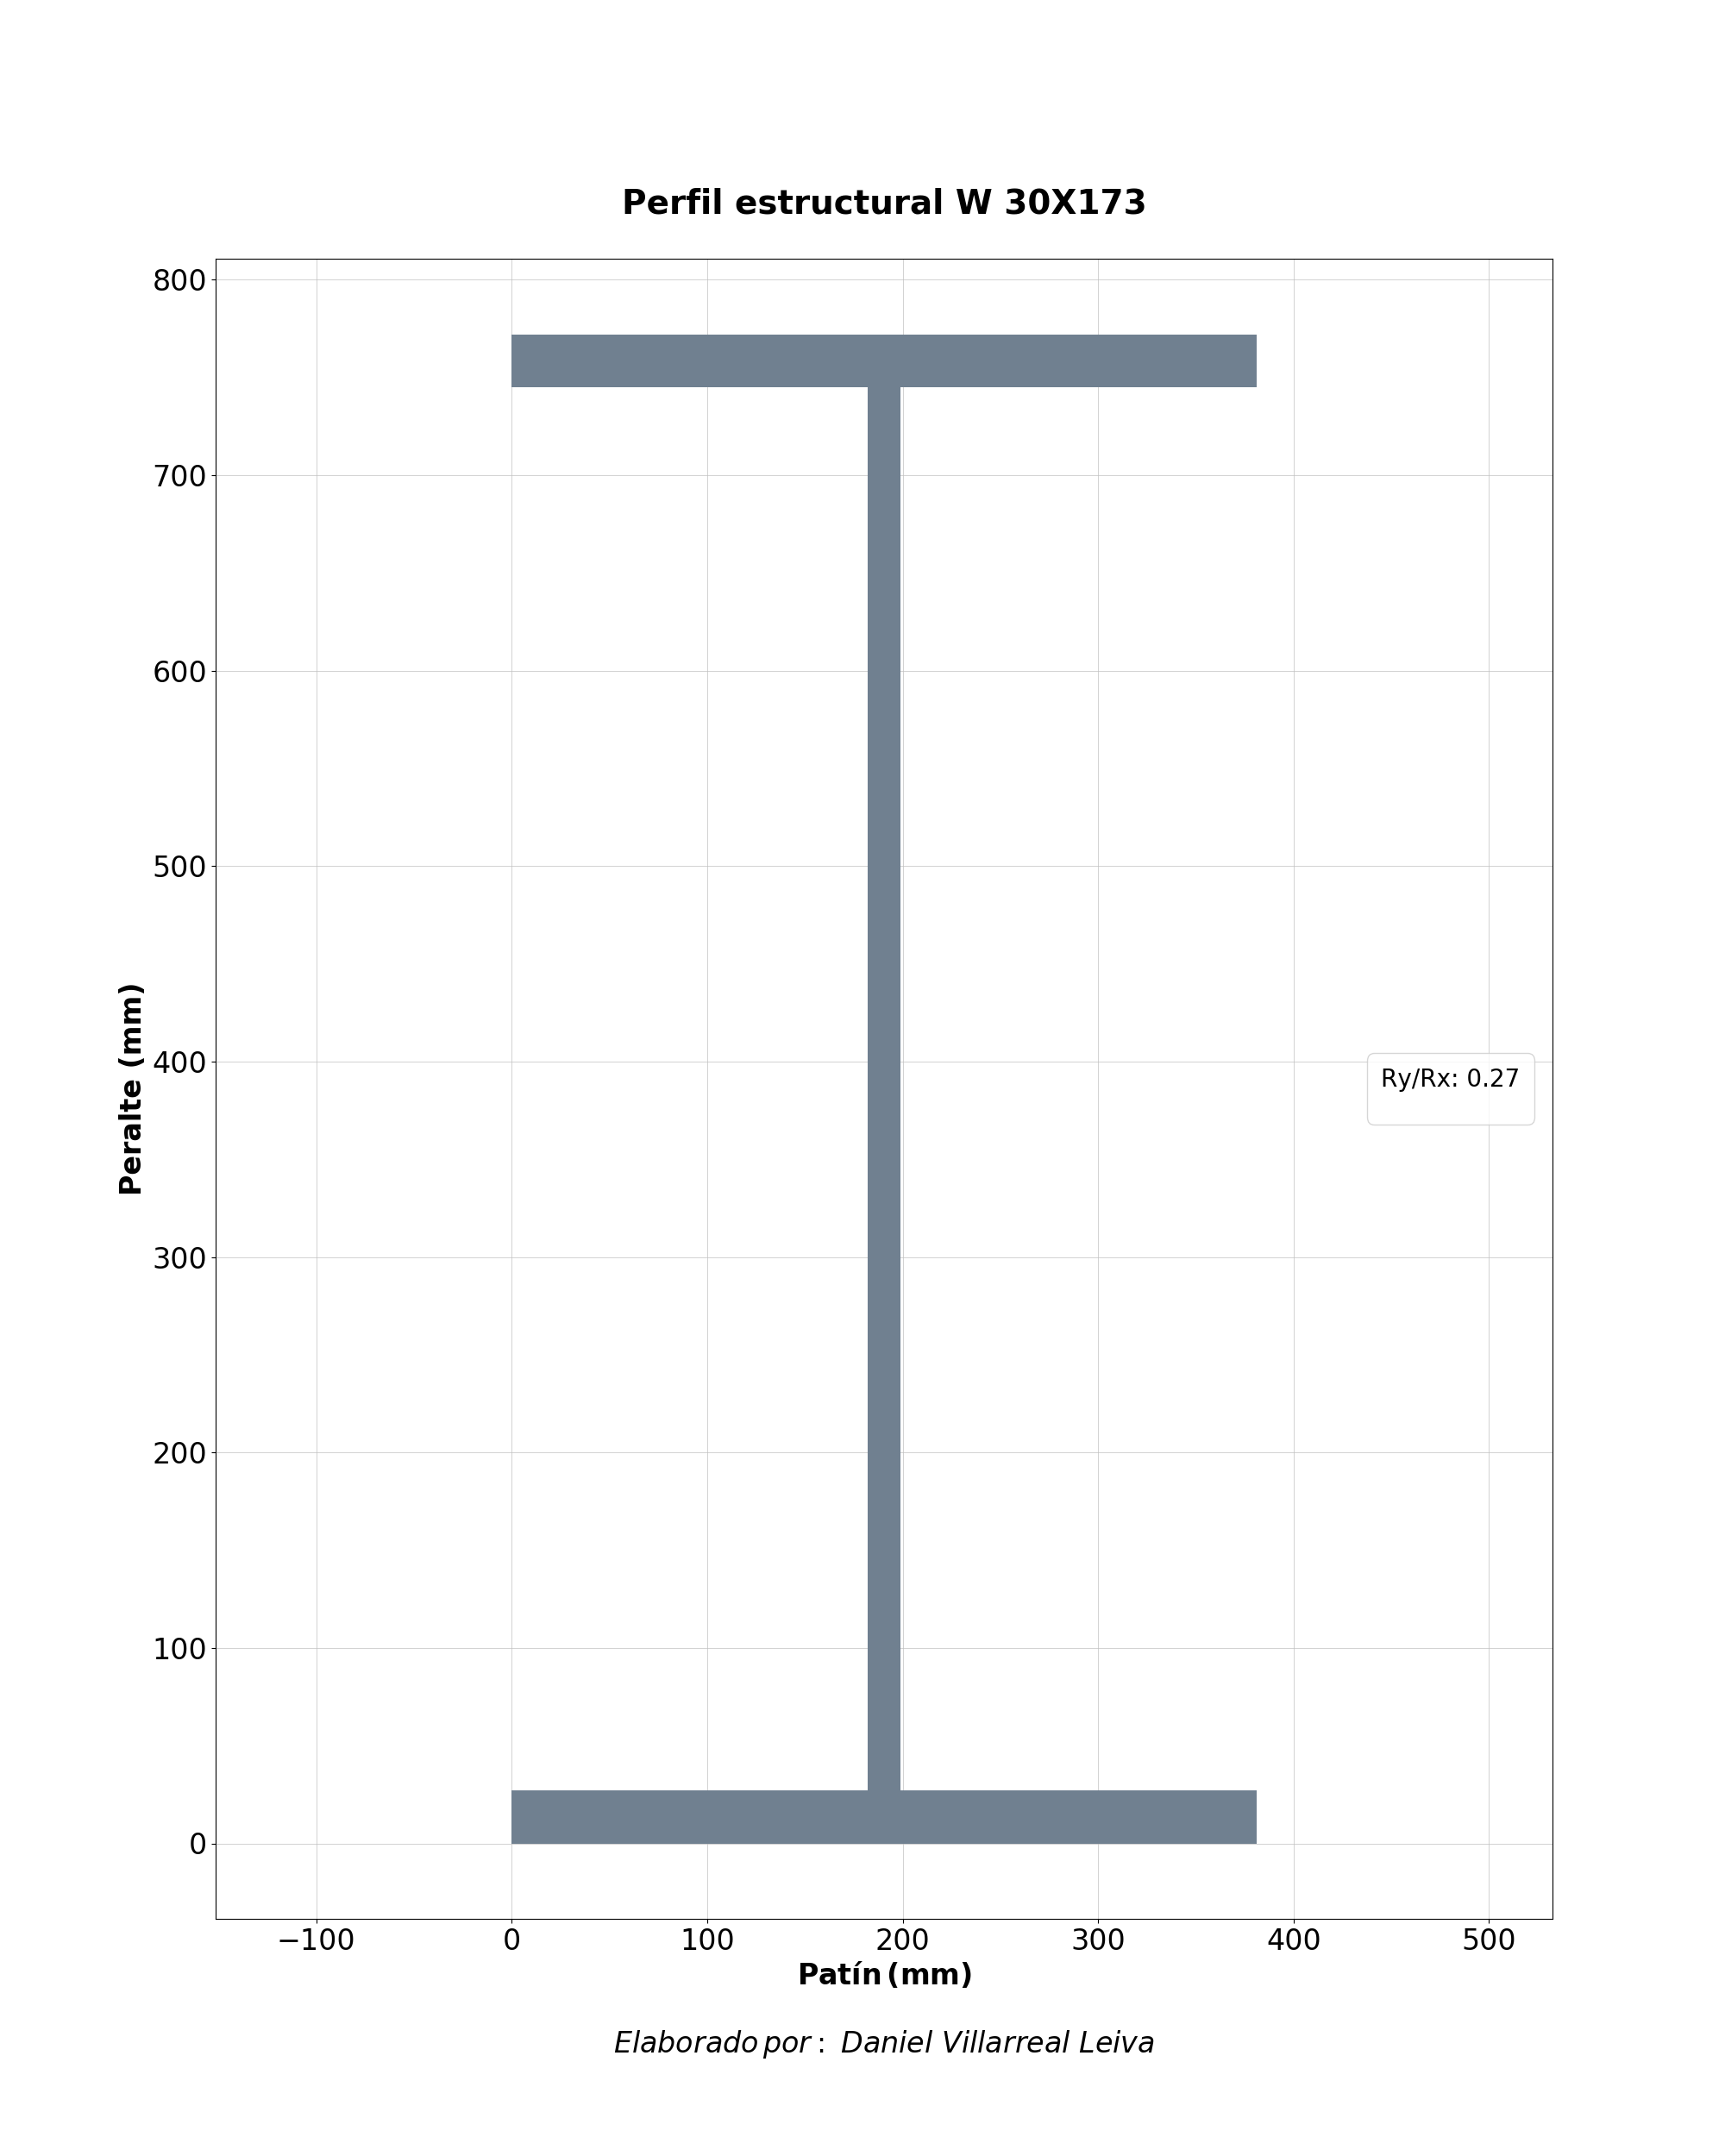 Perfil estructural W 30X173
800
700
600
500
400
300
200
100
0
Peralte (mm)
Ry/Rx: 0.27
−100 0 100 200 300 400 500
Patín (mm)
Elaborado por: Daniel Villarreal Leiva